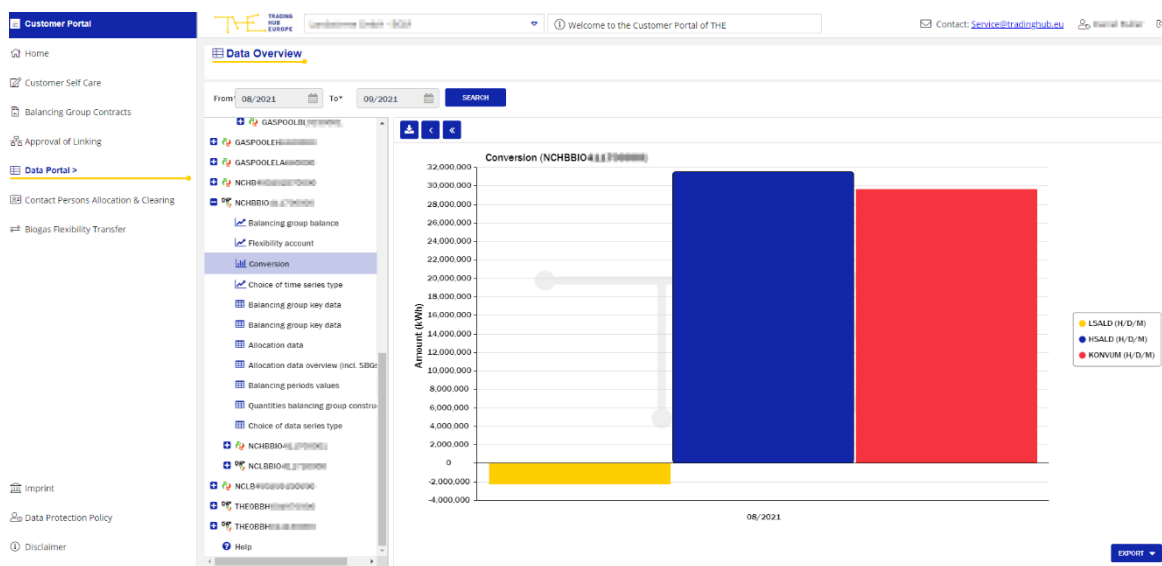 Customer Portal
TRADING
HUB
EUROPE
Welcome to the Customer Portal of THE
Contact: Service@tradinghub.eu
Home
Customer Self Care
Balancing Group Contracts
Approval of Linking
Data Portal >
Contact Persons Allocation & Clearing
Biogas Flexibility Transfer
Imprint
Data Protection Policy
Disclaimer
Data Overview
From* 08/2021 To* 09/2021 SEARCH
GASPOOLBL
GASPOOLEH
GASPOOLELA
NCHB
NCHBBIO
Balancing group balance
Flexibility account
Conversion
Choice of time series type
Balancing group key data
Balancing group key data
Allocation data
Allocation data overview (incl. SBGs
Balancing periods values
Quantities balancing group constru
Choice of data series type
NCHBBIO
NCLBBIO
NCLB
THE0BBH
THE0BBH
Help
Conversion (NCHBBIO
Amount (kWh)
32,000,000
30,000,000
28,000,000
26,000,000
24,000,000
22,000,000
20,000,000
18,000,000
16,000,000
14,000,000
12,000,000
10,000,000
8,000,000
6,000,000
4,000,000
2,000,000
0
-2,000,000
-4,000,000
08/2021
LSALD (H/D/M)
HSALD (H/D/M)
KONVUM (H/D/M)
EXPORT